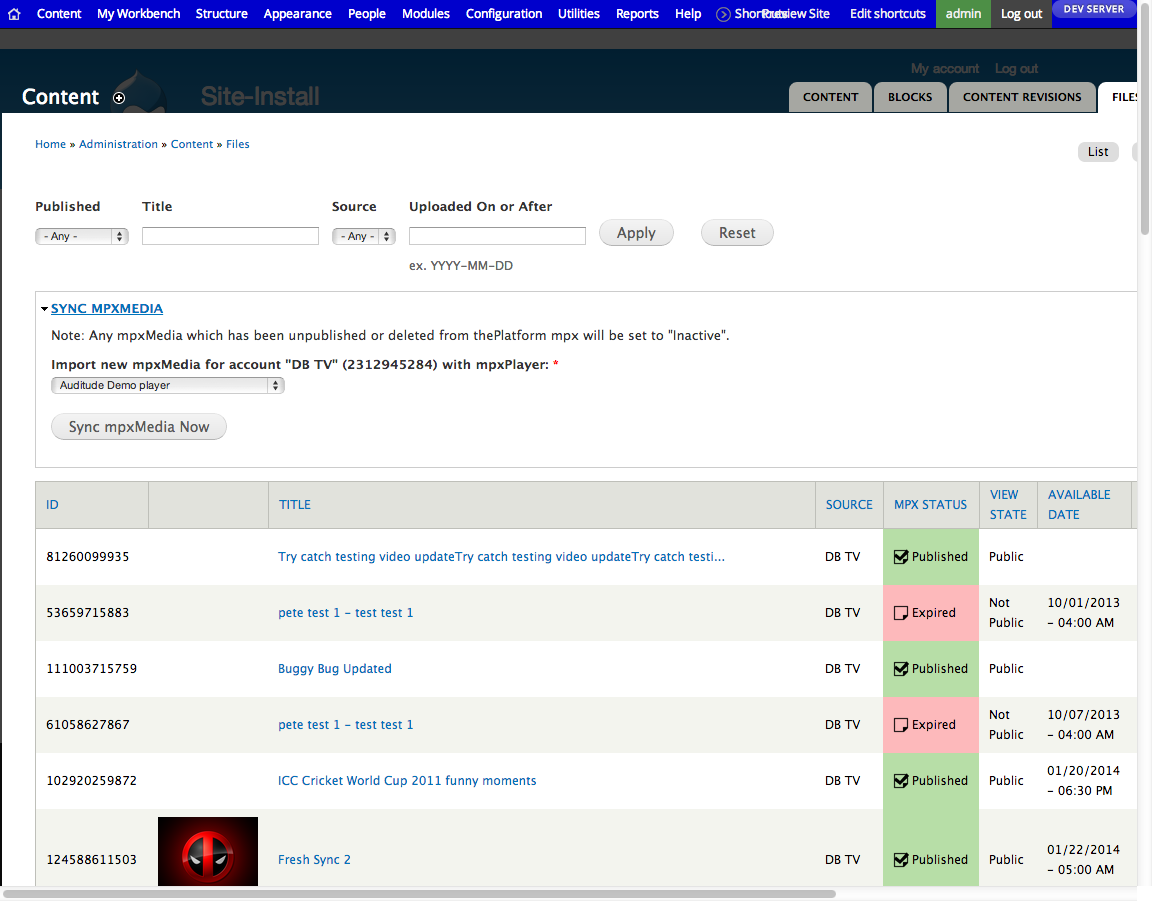 Content My Workbench Structure Appearance People Modules Configuration Utilities Reports Help Shortcuts Preview Site Edit shortcuts admin Log out DEV SERVER
My account Log out
Content Site-Install
CONTENT BLOCKS CONTENT REVISIONS FILES
Home » Administration » Content » Files
List
Published Title Source Uploaded On or After
- Any - - Any - Apply Reset
ex. YYYY-MM-DD
SYNC MPXMEDIA
Note: Any mpxMedia which has been unpublished or deleted from thePlatform mpx will be set to "Inactive".
Import new mpxMedia for account "DB TV" (2312945284) with mpxPlayer: *
Auditude Demo player
Sync mpxMedia Now
ID TITLE SOURCE MPX STATUS VIEW STATE AVAILABLE DATE
81260099935 Try catch testing video updateTry catch testing video updateTry catch testi... DB TV Published Public
53659715883 pete test 1 - test test 1 DB TV Expired Not Public 10/01/2013 - 04:00 AM
111003715759 Buggy Bug Updated DB TV Published Public
61058627867 pete test 1 - test test 1 DB TV Expired Not Public 10/07/2013 - 04:00 AM
102920259872 ICC Cricket World Cup 2011 funny moments DB TV Published Public 01/20/2014 - 06:30 PM
124588611503 Fresh Sync 2 DB TV Published Public 01/22/2014 - 05:00 AM